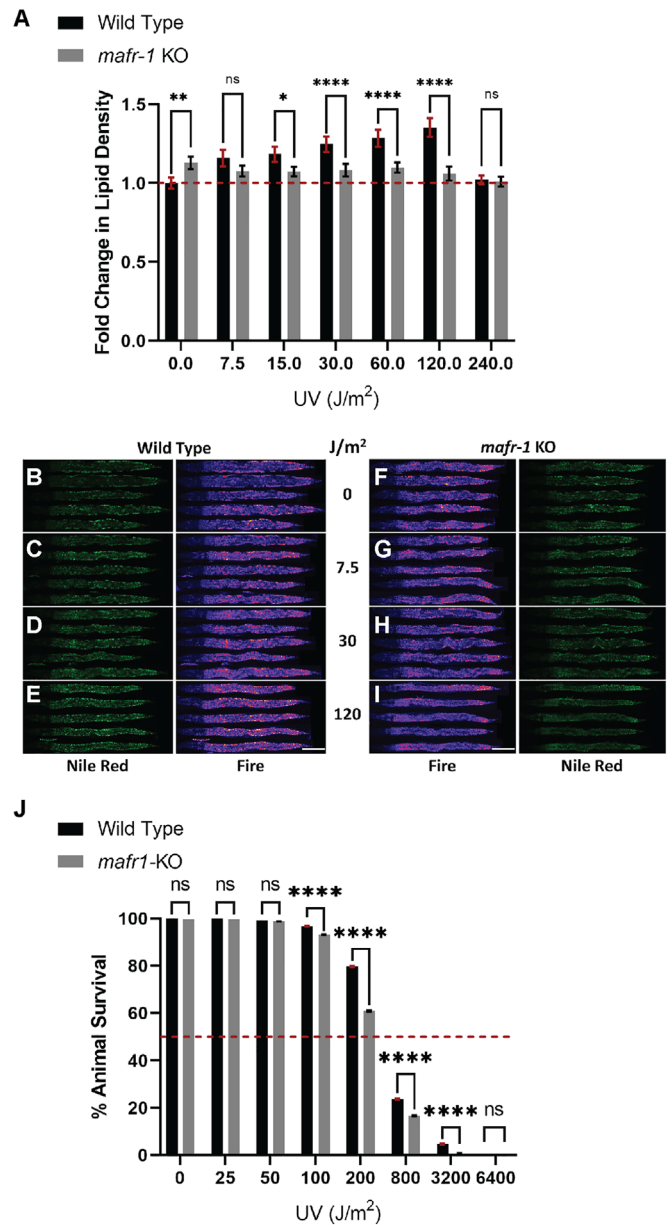 A
Wild Type
mafr-1 KO
** ns * **** **** **** ns
1.5
1.0
0.5
0.0
Fold Change in Lipid Density
0.0 7.5 15.0 30.0 60.0 120.0 240.0
UV (J/m²)
Wild Type J/m² mafr-1 KO
B 0 F
C 7.5 G
D 30 H
E 120 I
Nile Red Fire Fire Nile Red
J
Wild Type
mafr1-KO
ns ns ns **** **** **** **** ns
100
80
60
40
20
0
% Animal Survival
0 25 50 100 200 800 3200 6400
UV (J/m²)